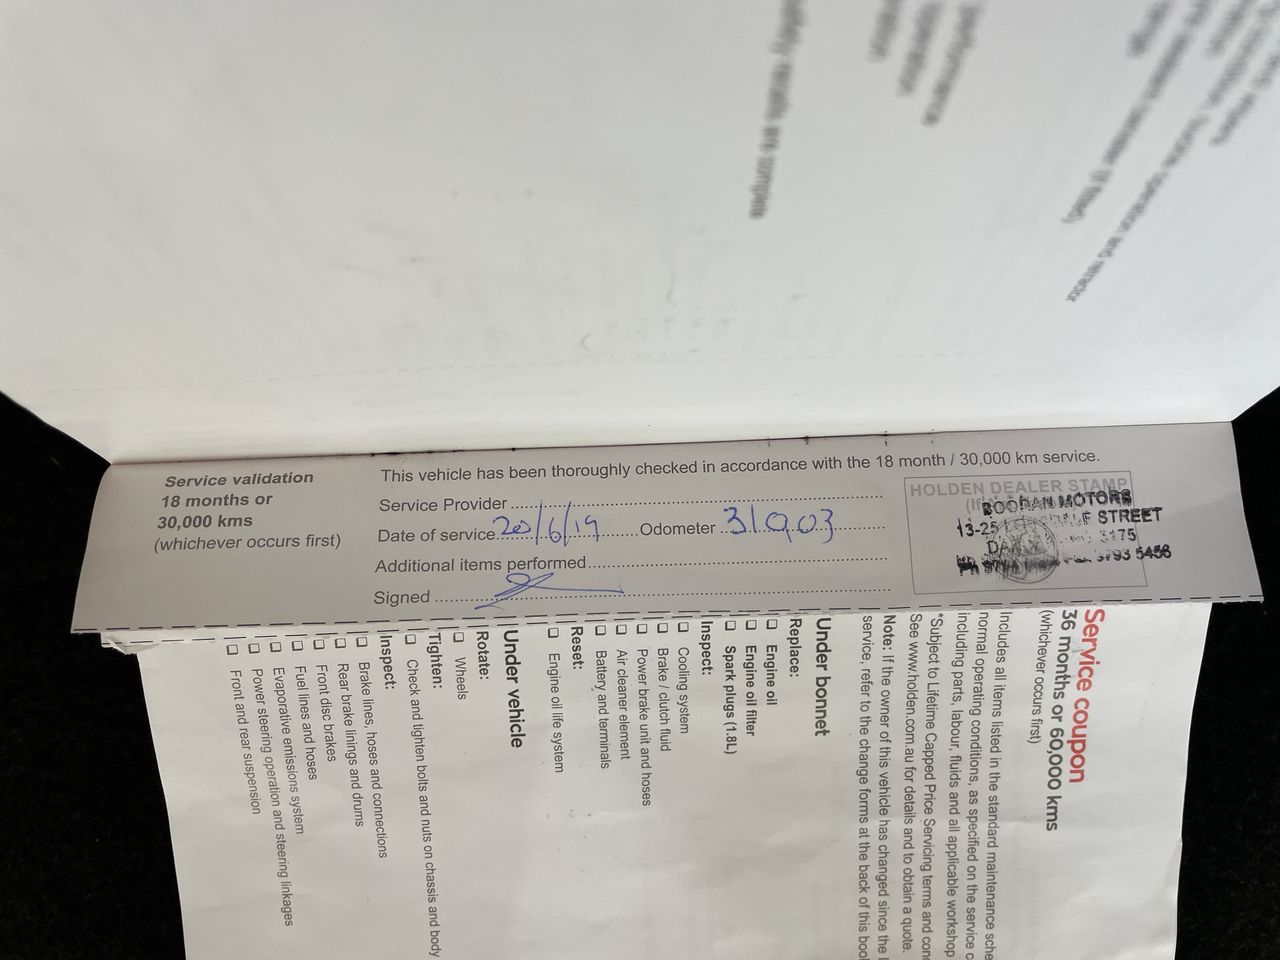 Service validation
18 months or
30,000 kms
(whichever occurs first)
This vehicle has been thoroughly checked in accordance with the 18 month / 30,000 km service.
Service Provider
Date of service 20/6/19 Odometer 31,903
Additional items performed
Signed
HOLDEN DEALER STAMP
BOORAN MOTORS
13-25 STREET
3175
5456
Service coupon
36 months or 60,000 kms
(whichever occurs first)
Includes all items listed in the standard maintenance sche
normal operating conditions, as specified on the service c
including parts, labour, fluids and all applicable workshop
*Subject to Lifetime Capped Price Servicing terms and con
See www.holden.com.au for details and to obtain a quote.
Note: If the owner of this vehicle has changed since the l
service, refer to the change forms at the back of this boo
Under bonnet
Replace:
Engine oil
Engine oil filter
Spark plugs (1.8L)
Inspect:
Cooling system
Brake / clutch fluid
Power brake unit and hoses
Air cleaner element
Battery and terminals
Reset:
Engine oil life system
Under vehicle
Rotate:
Wheels
Tighten:
Check and tighten bolts and nuts on chassis and body
Inspect:
Brake lines, hoses and connections
Rear brake linings and drums
Front disc brakes
Fuel lines and hoses
Evaporative emissions system
Power steering operation and steering linkages
Front and rear suspension